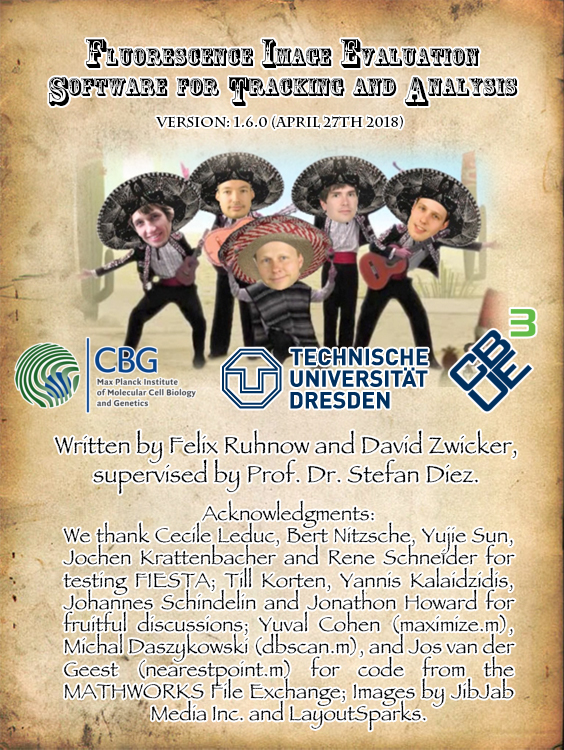 Fluorescence Image Evaluation
Software for Tracking and Analysis
Version: 1.6.0 (April 27th 2018)
CBG
Max Planck Institute
of Molecular Cell Biology
and Genetics
TECHNISCHE
UNIVERSITÄT
DRESDEN
3
CUBE
Written by Felix Ruhnow and David Zwicker,
supervised by Prof. Dr. Stefan Diez.
Acknowledgments:
We thank Cecile Leduc, Bert Nitzsche, Yujie Sun,
Jochen Krattenbacher and Rene Schneider for
testing FIESTA; Till Korten, Yannis Kalaidzidis,
Johannes Schindelin and Jonathon Howard for
fruitful discussions; Yuval Cohen (maximize.m),
Michal Daszykowski (dbscan.m), and Jos van der
Geest (nearestpoint.m) for code from the
MATHWORKS File Exchange; Images by JibJab
Media Inc. and LayoutSparks.